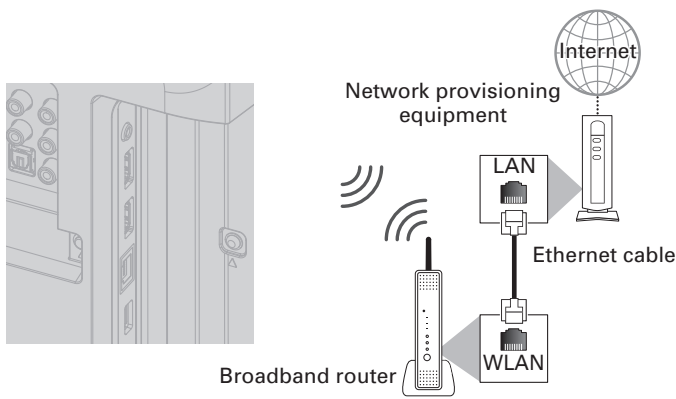 Internet
Network provisioning
equipment
LAN
Ethernet cable
WLAN
Broadband router